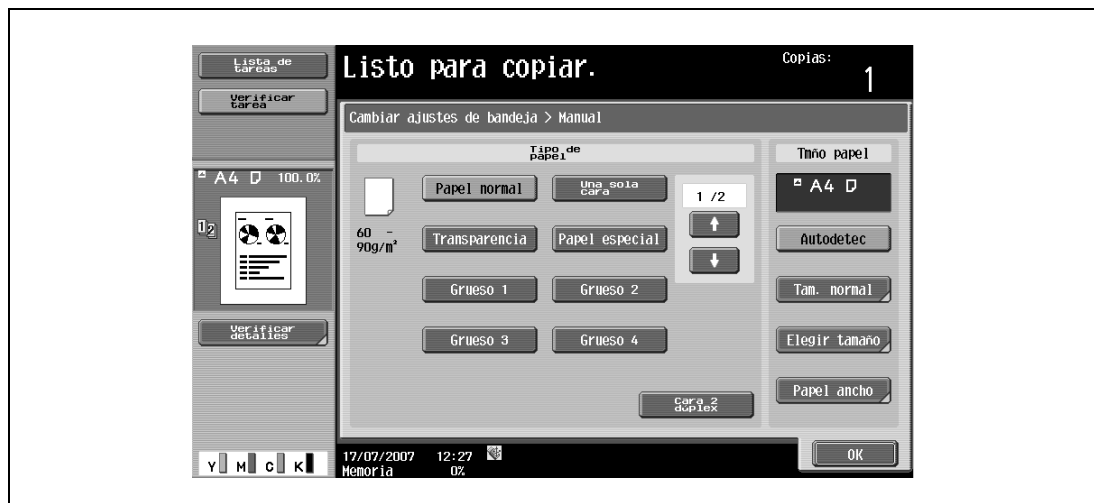 Lista de
tareas
Verificar
tarea
Listo para copiar.
Copias:
1
Cambiar ajustes de bandeja > Manual
Tipo de
papel
Tmño papel
A4 100.0%
12
60 -
90g/m²
Papel normal
Una sola
cara
1 /2
A4
Transparencia
Papel especial
Autodetec
Grueso 1
Grueso 2
Tam. normal
Verificar
detalles
Grueso 3
Grueso 4
Elegir tamaño
Cara 2
dúplex
Papel ancho
Y M C K
17/07/2007 12:27
Memoria 0%
OK